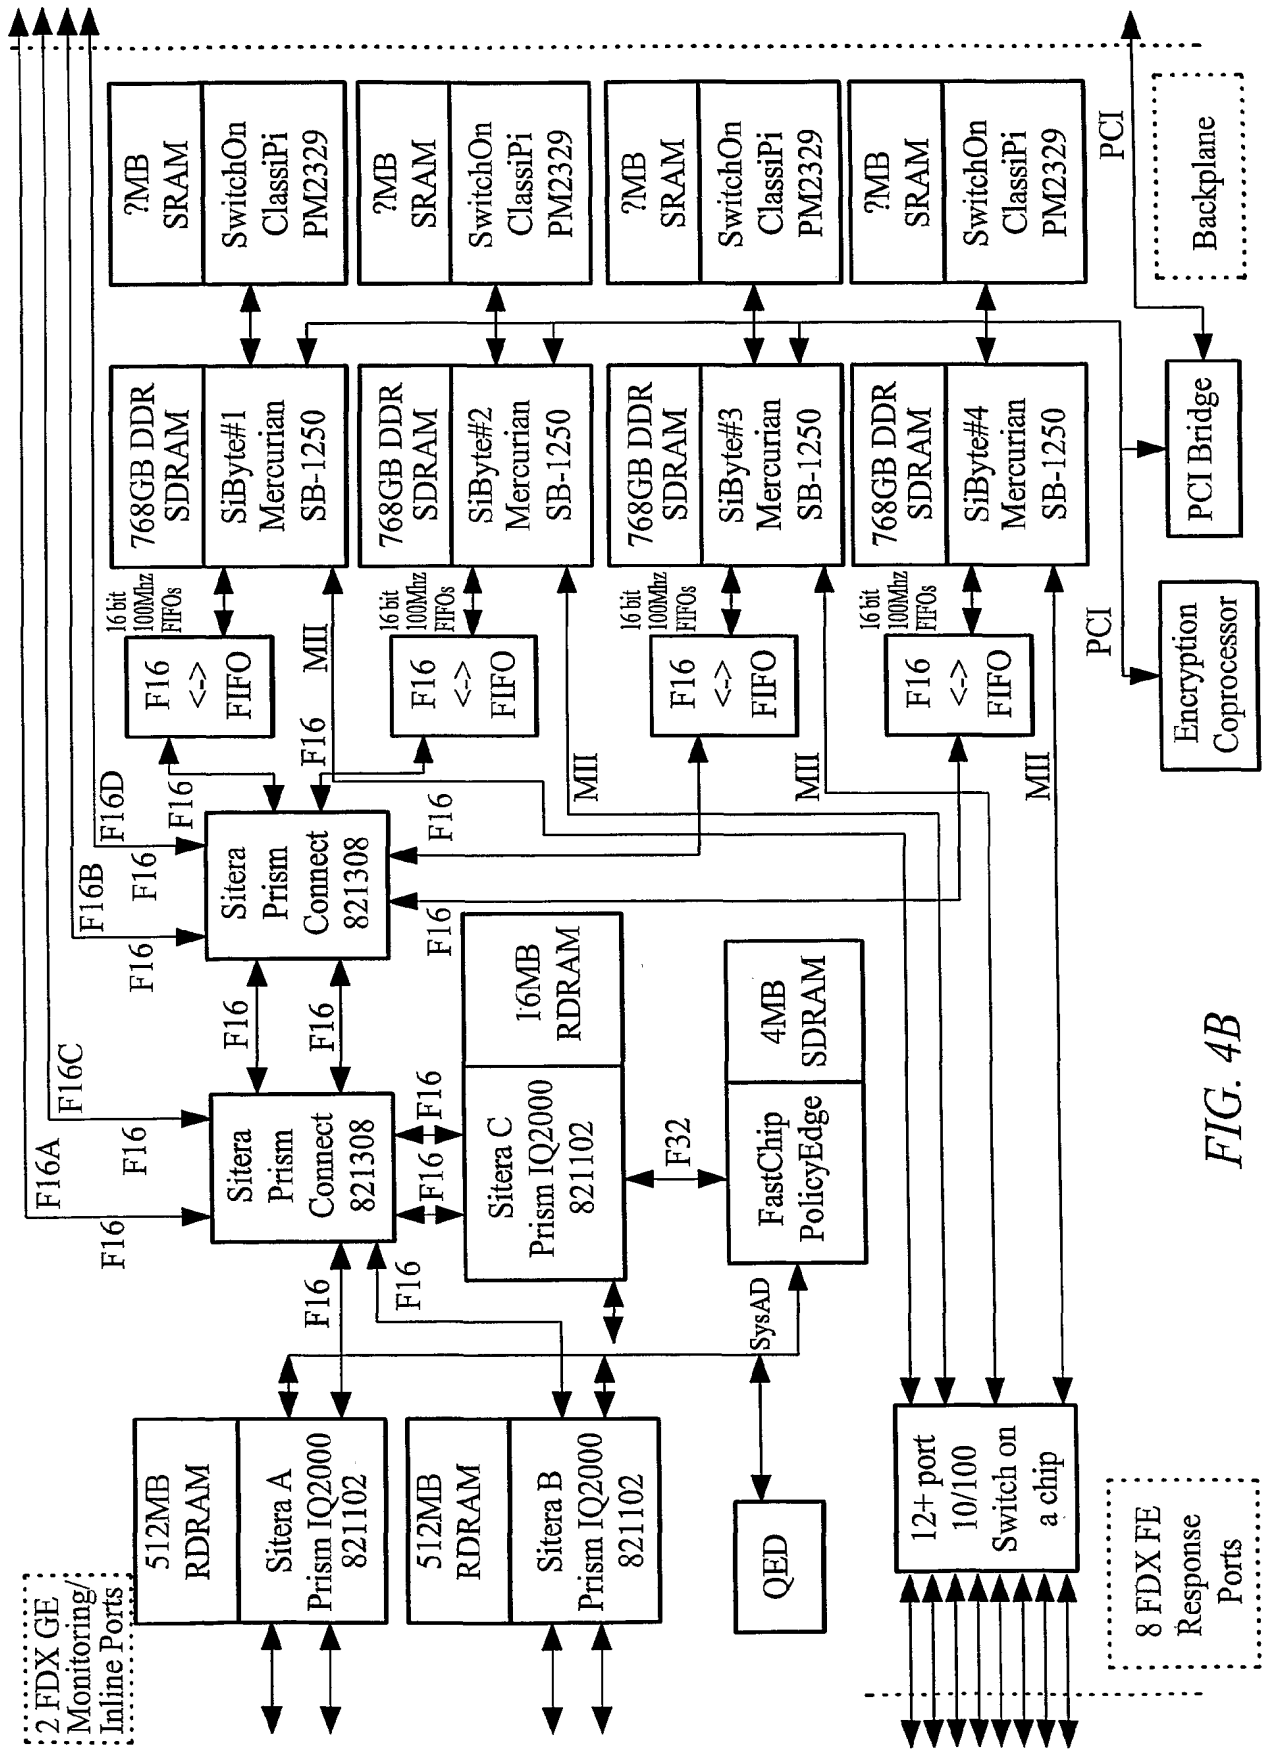 2 FDX GE
Monitoring/
Inline Ports
512MB
RDRAM
Sitera A
Prism IQ2000
821102
512MB
RDRAM
Sitera B
Prism IQ2000
821102
QED
SysAD
12+ port
10/100
Switch on
a chip
8 FDX FE
Response
Ports
F16
F16
F16A
F16
F16C
F16
Sitera
Prism
Connect
821308
F16
F16
Sitera C
Prism IQ2000
821102
16MB
RDRAM
F32
FastChip
PolicyEdge
4MB
SDRAM
F16
F16
F16B
F16
F16D
F16
Sitera
Prism
Connect
821308
F16
F16
F16
F16
F16
<->
FIFO
16 bit
100Mhz
FIFOs
MII
F16
<->
FIFO
16 bit
100Mhz
FIFOs
MII
F16
<->
FIFO
16 bit
100Mhz
FIFOs
MII
F16
<->
FIFO
16 bit
100Mhz
FIFOs
MII
768GB DDR
SDRAM
SiByte#1
Mercurian
SB-1250
768GB DDR
SDRAM
SiByte#2
Mercurian
SB-1250
768GB DDR
SDRAM
SiByte#3
Mercurian
SB-1250
768GB DDR
SDRAM
SiByte#4
Mercurian
SB-1250
?MB
SRAM
SwitchOn
ClassiPi
PM2329
?MB
SRAM
SwitchOn
ClassiPi
PM2329
?MB
SRAM
SwitchOn
ClassiPi
PM2329
?MB
SRAM
SwitchOn
ClassiPi
PM2329
PCI
Encryption
Coprocessor
PCI Bridge
PCI
Backplane
FIG. 4B